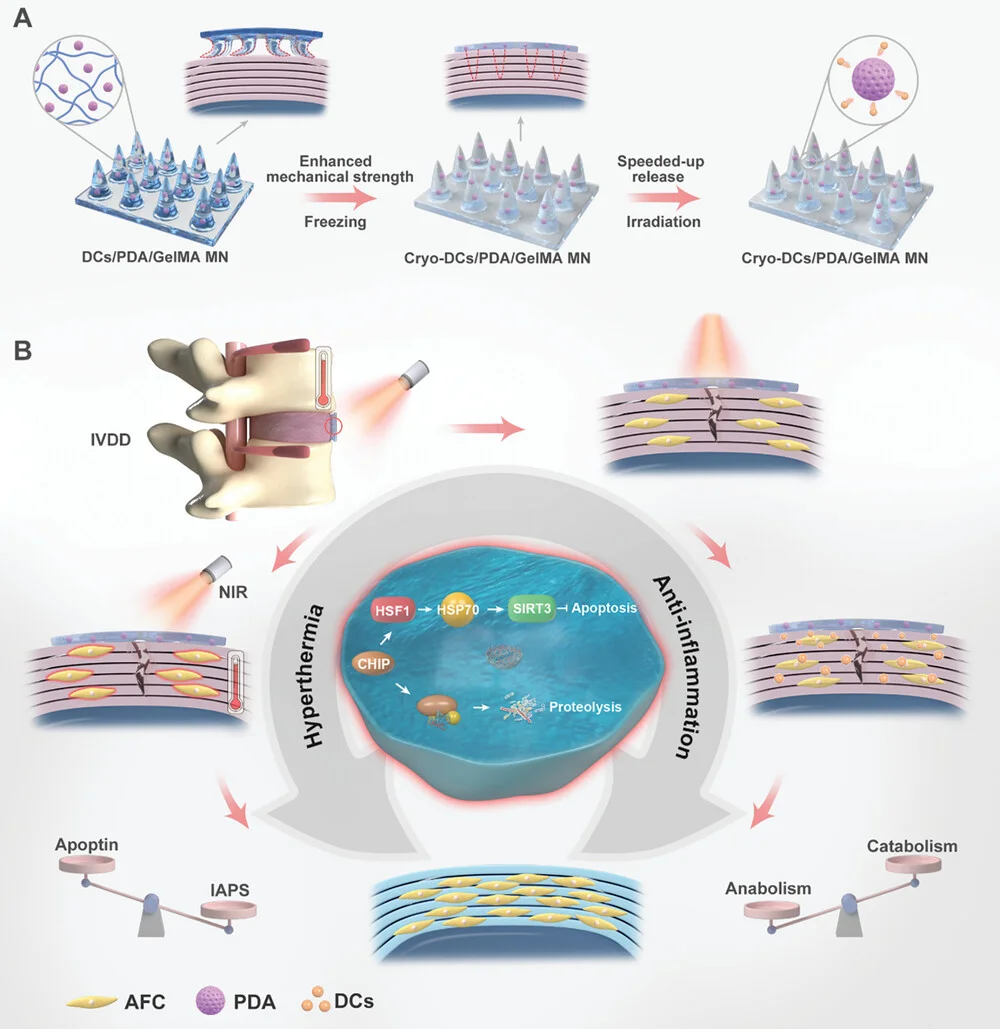 A
Enhanced
mechanical strength
Freezing
Speeded-up
release
Irradiation
DCs/PDA/GelMA MN
Cryo-DCs/PDA/GelMA MN
Cryo-DCs/PDA/GelMA MN
B
IVDD
NIR
Hyperthermia
Anti-inflammation
HSF1
HSP70
SIRT3
Apoptosis
CHIP
Proteolysis
Apoptin
IAPS
Catabolism
Anabolism
AFC
PDA
DCs